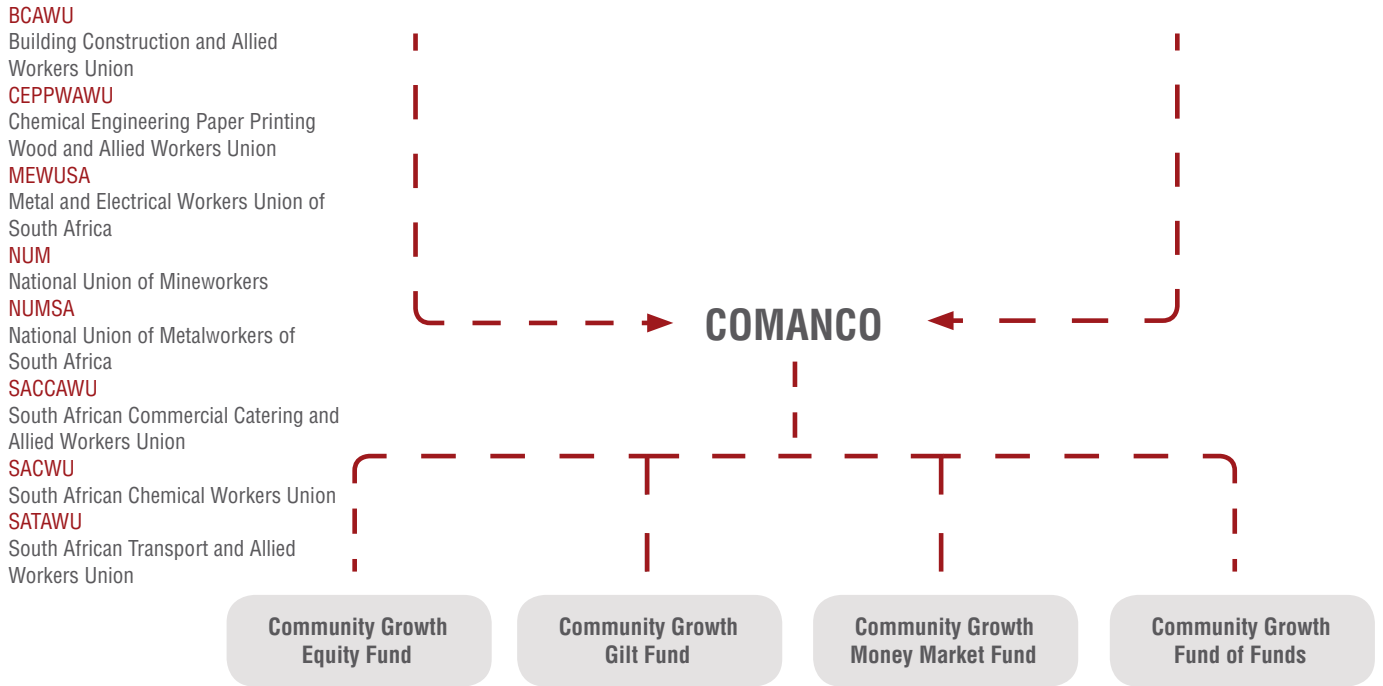 BCAWU
Building Construction and Allied
Workers Union
CEPPWAWU
Chemical Engineering Paper Printing
Wood and Allied Workers Union
MEWUSA
Metal and Electrical Workers Union of
South Africa
NUM
National Union of Mineworkers
NUMSA
National Union of Metalworkers of
South Africa
SACCAWU
South African Commercial Catering and
Allied Workers Union
SACWU
South African Chemical Workers Union
SATAWU
South African Transport and Allied
Workers Union
COMANCO
Community Growth
Equity Fund
Community Growth
Gilt Fund
Community Growth
Money Market Fund
Community Growth
Fund of Funds